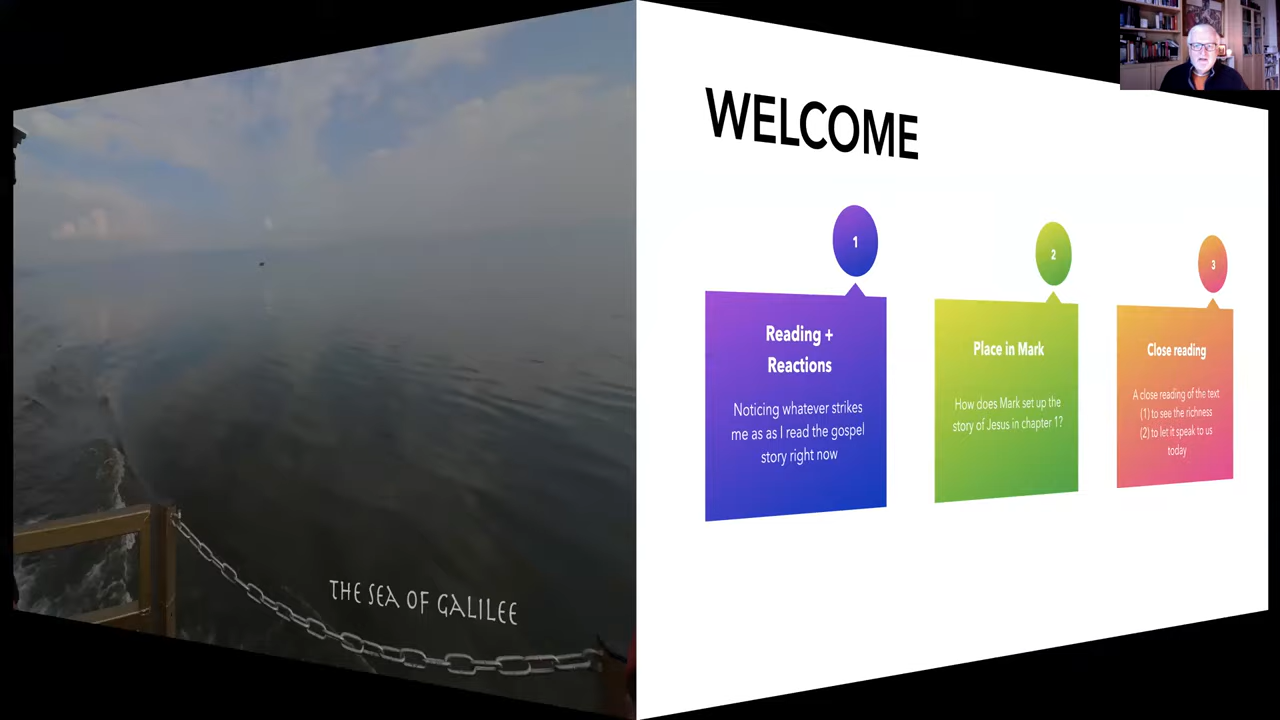 THE SEA OF GALILEE
WELCOME
1
Reading +
Reactions
Noticing whatever strikes
me as as I read the gospel
story right now
2
Place in Mark
How does Mark set up the
story of Jesus in chapter 1?
3
Close reading
A close reading of the text
(1) to see the richness
(2) to let it speak to us
today